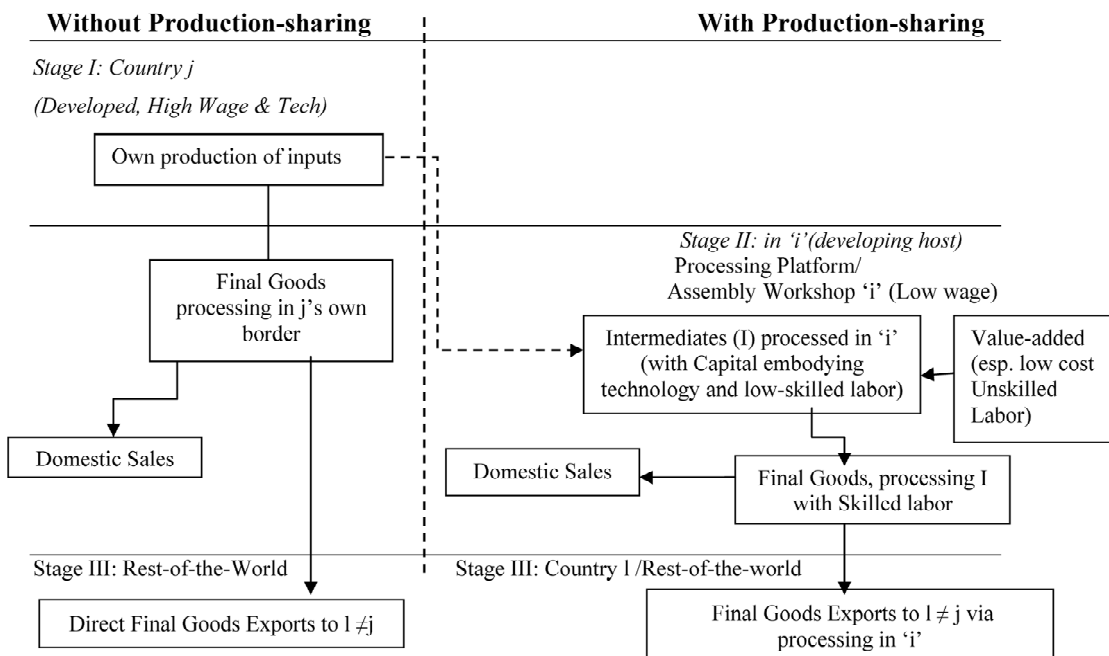 Without Production-sharing
With Production-sharing
Stage I: Country j
(Developed, High Wage & Tech)
Own production of inputs
Stage II: in ‘i’(developing host)
Processing Platform/
Assembly Workshop ‘i’ (Low wage)
Final Goods
processing in j’s own
border
Intermediates (I) processed in ‘i’
(with Capital embodying
technology and low-skilled labor)
Value-added
(esp. low cost
Unskilled
Labor)
Domestic Sales
Domestic Sales
Final Goods, processing I
with Skilled labor
Stage III: Rest-of-the-World
Stage III: Country l /Rest-of-the-world
Direct Final Goods Exports to l ≠j
Final Goods Exports to l ≠ j via
processing in ‘i’